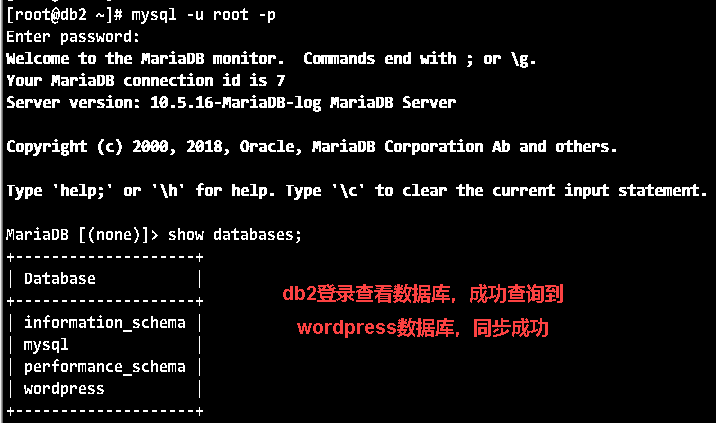 [root@db2 ~]# mysql -u root -p
Enter password:
Welcome to the MariaDB monitor.  Commands end with ; or \g.
Your MariaDB connection id is 7
Server version: 10.5.16-MariaDB-log MariaDB Server
Copyright (c) 2000, 2018, Oracle, MariaDB Corporation Ab and others.
Type 'help;' or '\h' for help. Type '\c' to clear the current input statement.
MariaDB [(none)]> show databases;
+--------------------+
| Database           |
+--------------------+
| information_schema |
| mysql              |
| performance_schema |
| wordpress          |
+--------------------+
db2登录查看数据库，成功查询到
wordpress数据库，同步成功